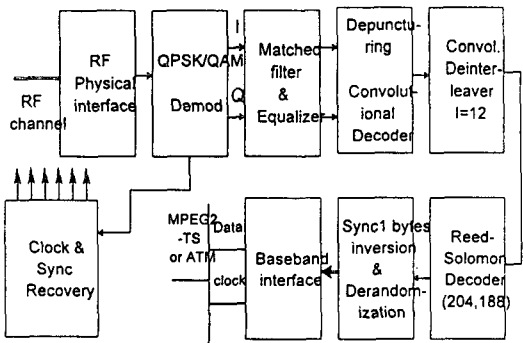 RF
channel
RF
Physical
interface
QPSK/QAM
Demod
I
Q
Matched
filter
&
Equalizer
Depunctu-
ring
Convolut-
ional
Decoder
Convol.
Deinter-
leaver
I=12
Clock &
Sync
Recovery
MPEG2
-TS
or ATM
Data
clock
Baseband
interface
Sync1 bytes
inversion
&
Derandom-
ization
Reed-
Solomon
Decoder
(204,188)